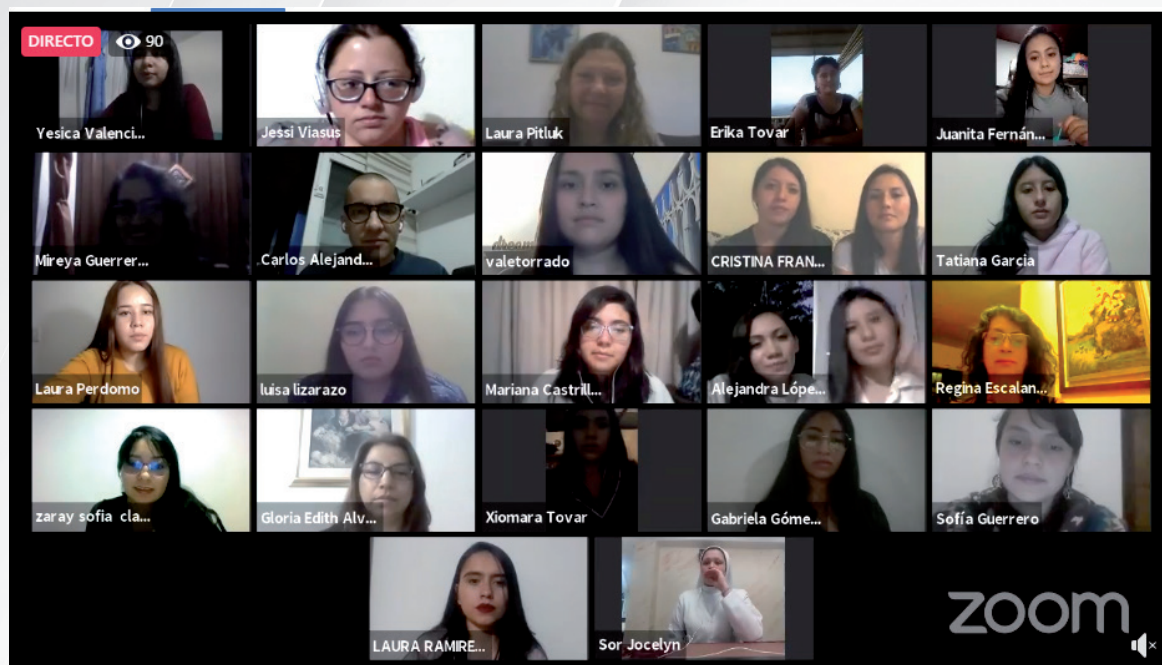 DIRECTO 90
Yesica Valenci...
Jessi Viasus
Laura Pitluk
Erika Tovar
Juanita Fernán...
Mireya Guerrer...
Carlos Alejand...
valetorrado
CRISTINA FRAN...
Tatiana Garcia
Laura Perdomo
luisa lizarazo
Mariana Castrill...
Alejandra Lópe...
Regina Escalan...
zaray sofia cla...
Gloria Edith Alv...
Xiomara Tovar
Gabriela Góme...
Sofía Guerrero
LAURA RAMIRE...
Sor Jocelyn
zoom